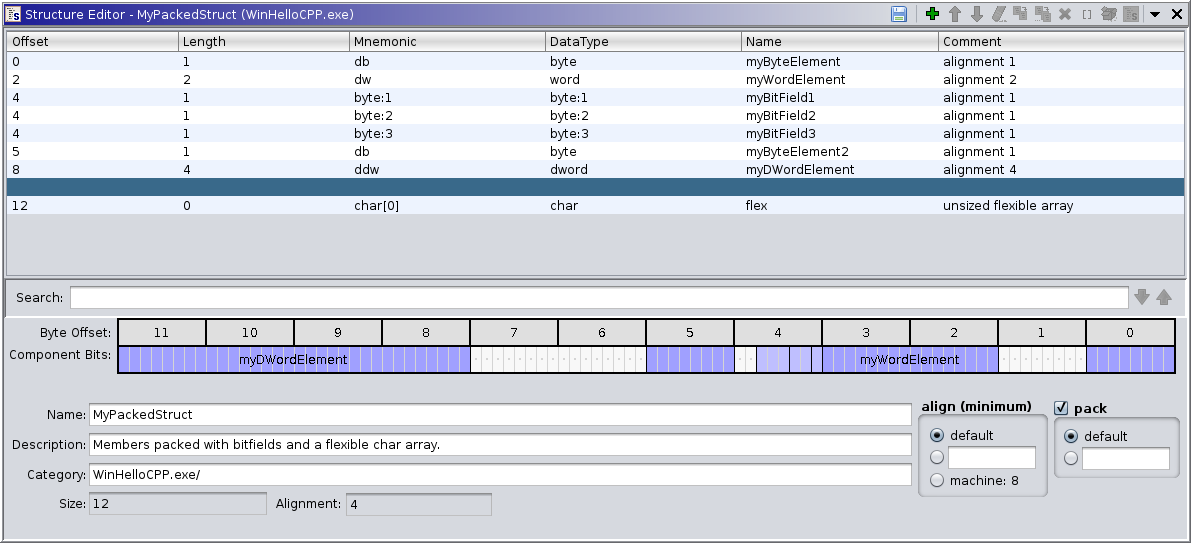 Structure Editor - MyPackedStruct (WinHelloCPP.exe)
Offset Length Mnemonic DataType Name Comment
0 1 db byte myByteElement alignment 1
2 2 dw word myWordElement alignment 2
4 1 byte:1 byte:1 myBitField1 alignment 1
4 1 byte:2 byte:2 myBitField2 alignment 1
4 1 byte:3 byte:3 myBitField3 alignment 1
5 1 db byte myByteElement2 alignment 1
8 4 ddw dword myDWordElement alignment 4
12 0 char[0] char flex unsized flexible array
Search:
Byte Offset: 11 10 9 8 7 6 5 4 3 2 1 0
Component Bits: myDWordElement myWordElement
align (minimum) pack
Name: MyPackedStruct
default default
Description: Members packed with bitfields and a flexible char array.
Category: WinHelloCPP.exe/
machine: 8
Size: 12 Alignment: 4